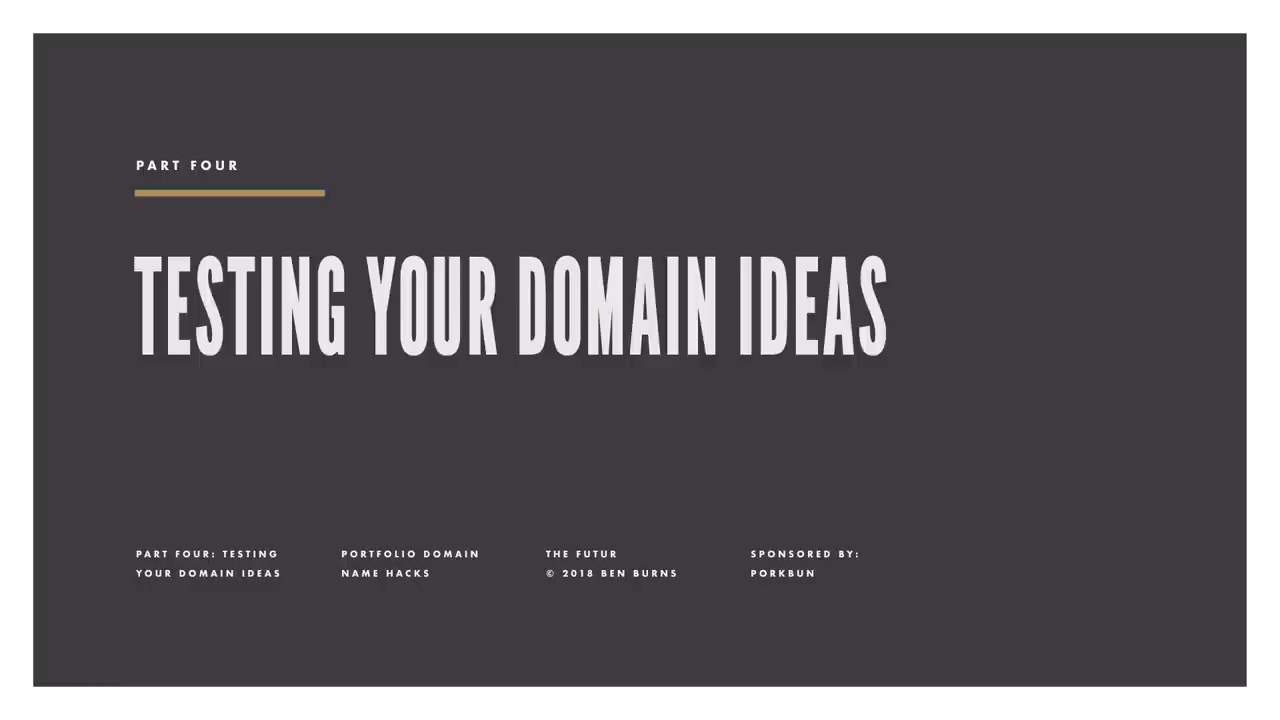 PART FOUR
TESTING YOUR DOMAIN IDEAS
PART FOUR: TESTING
YOUR DOMAIN IDEAS
PORTFOLIO DOMAIN
NAME HACKS
THE FUTUR
© 2018 BEN BURNS
SPONSORED BY:
PORKBUN